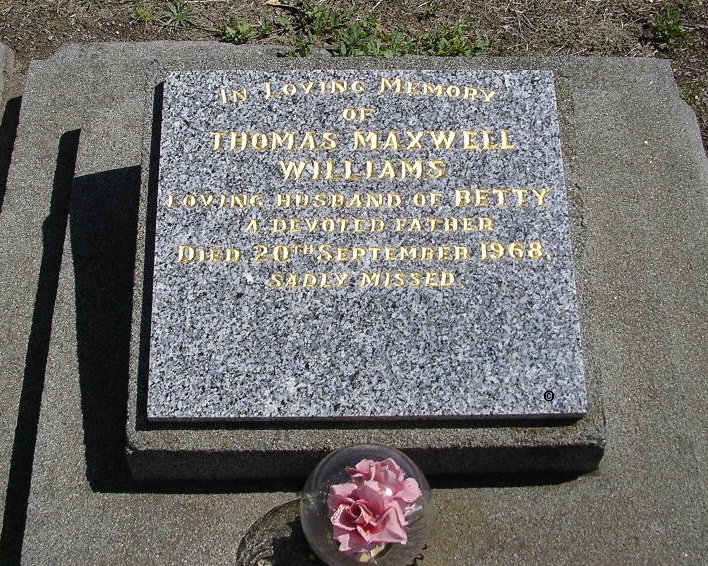 In Loving Memory
OF
THOMAS MAXWELL
WILLIAMS
LOVING HUSBAND OF BETTY
A DEVOTED FATHER
DIED 20TH SEPTEMBER 1968.
SADLY MISSED.
©